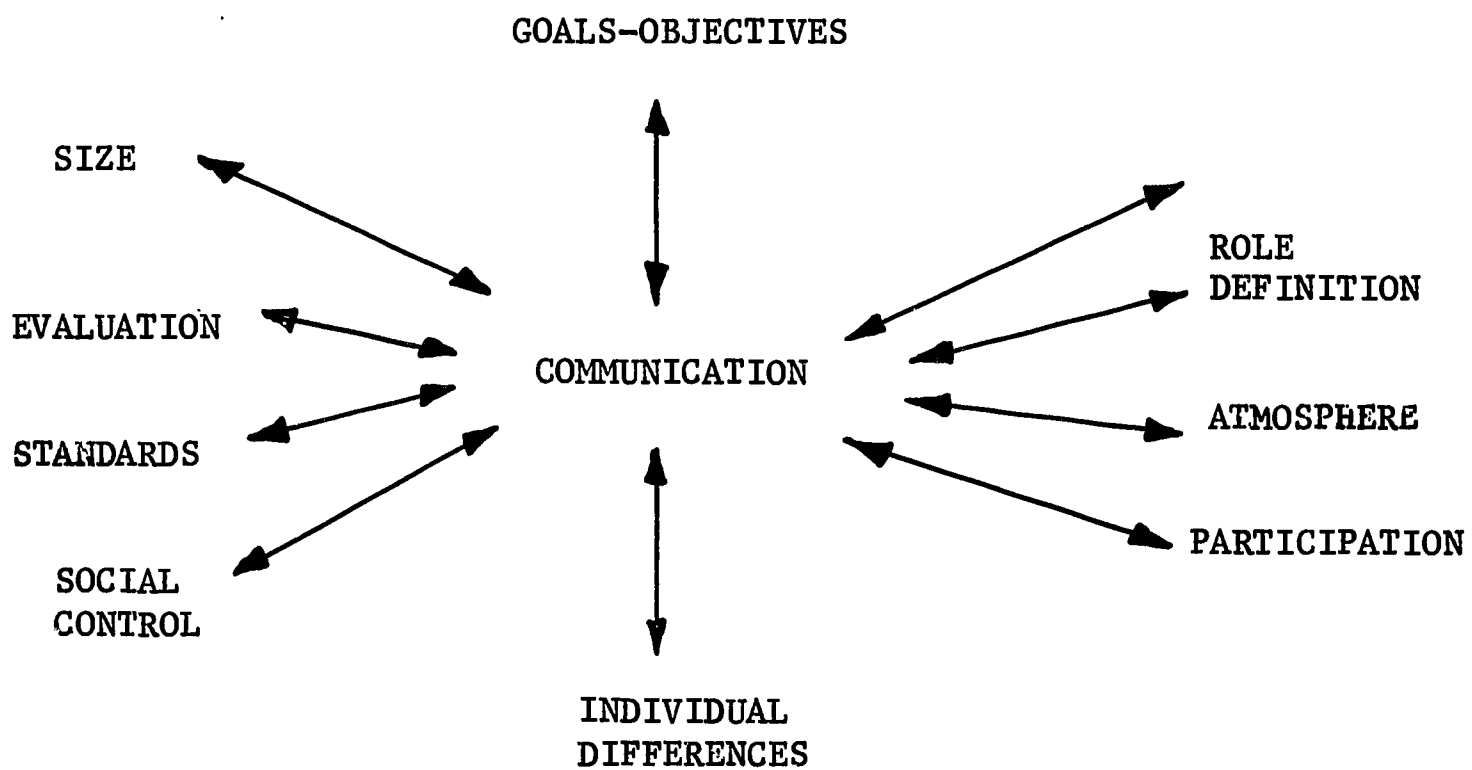 GOALS-OBJECTIVES
SIZE
ROLE
DEFINITION
EVALUATION
COMMUNICATION
ATMOSPHERE
STANDARDS
PARTICIPATION
SOCIAL
CONTROL
INDIVIDUAL
DIFFERENCES